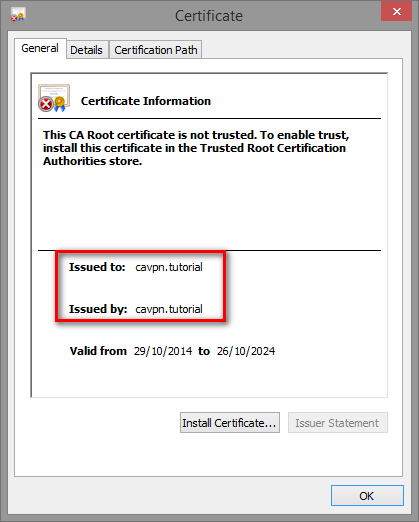 Certificate
General Details Certification Path
Certificate Information
This CA Root certificate is not trusted. To enable trust,
install this certificate in the Trusted Root Certification
Authorities store.
Issued to: cavpn.tutorial
Issued by: cavpn.tutorial
Valid from 29/10/2014 to 26/10/2024
Install Certificate... Issuer Statement
OK